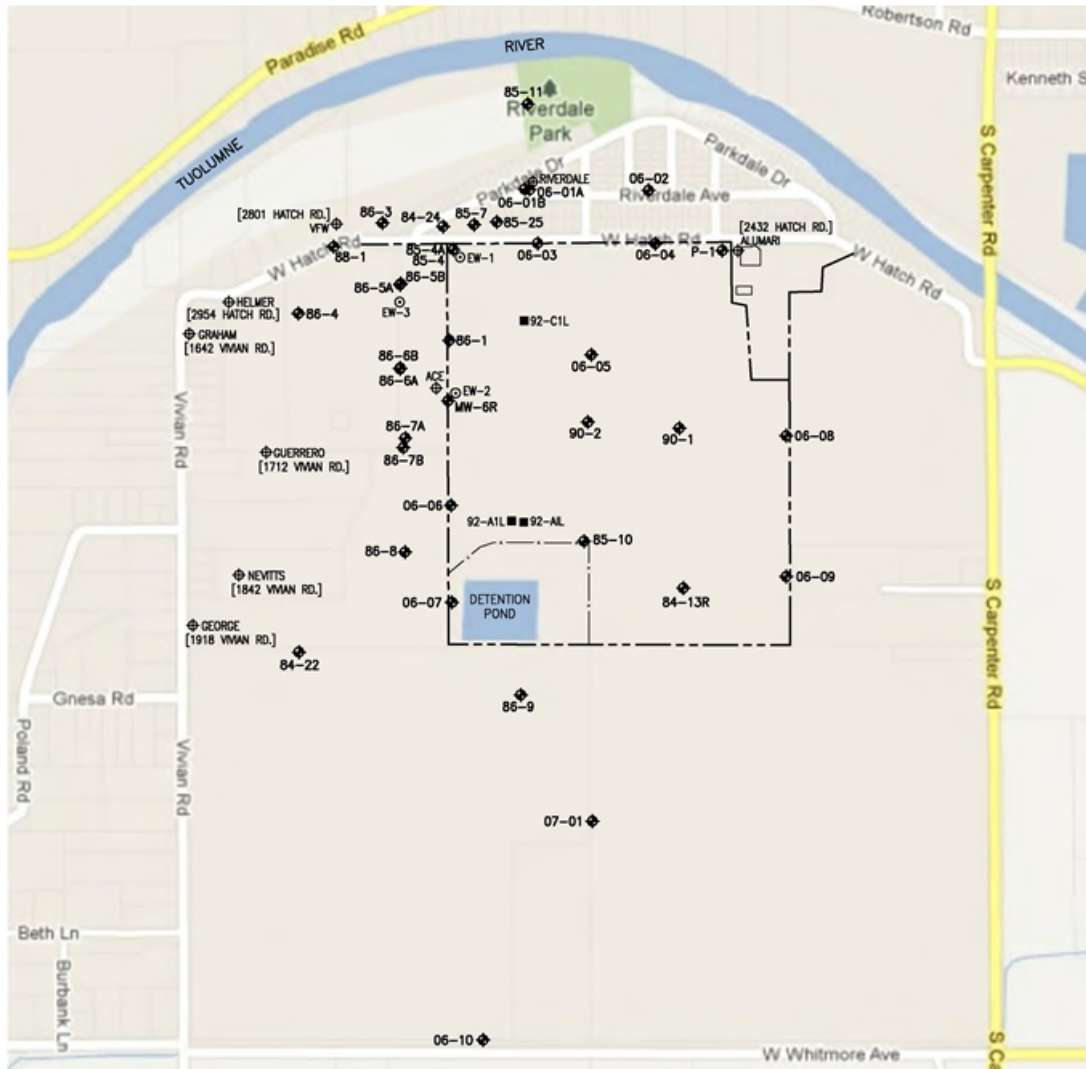 Robertson Rd
Paradise Rd
RIVER
Kenneth S
85-11
Riverdale
Park
S Carpenter Rd
TUOLUMNE
Parkdale Dr
Parkdale Dr
RIVERDALE
06-01A
06-01B
06-02
Riverdale Ave
[2801 HATCH RD.]
VFW
86-3
84-24
85-7
85-25
[2432 HATCH RD.]
ALUMARI
W Hatch Rd
88-1
85-4A
85-4
EW-1
06-03
W Hatch Rd
06-04
P-1
W Hatch Rd
86-5B
86-5A
EW-3
HELMER
[2954 HATCH RD.]
86-4
92-C1L
GRAHAM
[1642 VIVIAN RD.]
86-1
86-6B
86-6A
06-05
ACE
EW-2
MW-6R
Vivian Rd
86-7A
86-7B
90-2
90-1
06-08
GUERRERO
[1712 VIVIAN RD.]
06-06
92-A1L
92-AIL
85-10
86-8
NEVITTS
[1842 VIVIAN RD.]
06-07
DETENTION
POND
84-13R
06-09
S Carpenter Rd
GEORGE
[1918 VIVIAN RD.]
84-22
Gnesa Rd
86-9
Poland Rd
Vivian Rd
07-01
Beth Ln
Burbank Ln
06-10
W Whitmore Ave
S Ca